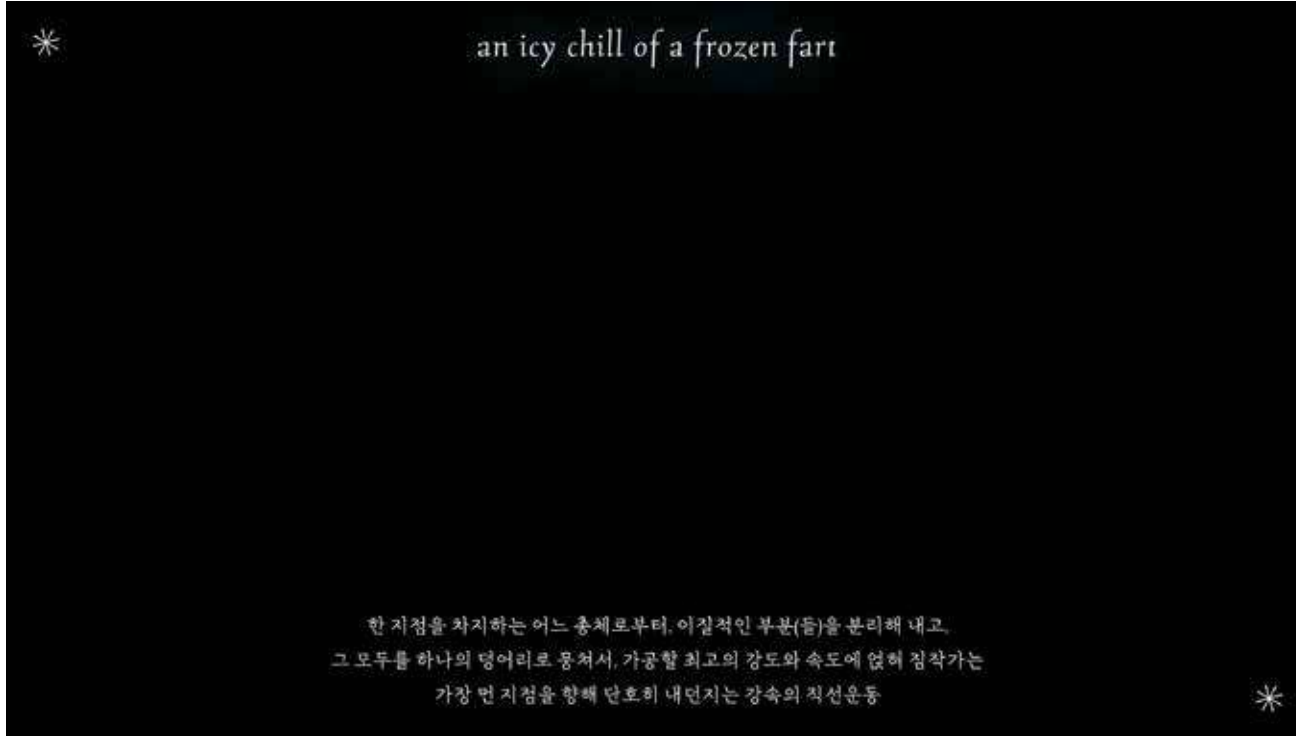 an icy chill of a frozen fart
한 지점을 차지하는 어느 총체로부터, 이질적인 부분(들)을 분리해 내고,
그 모두를 하나의 덩어리로 뭉쳐서, 가공할 최고의 강도와 속도에 얹혀 짐작가는
가장 먼 지점을 향해 단호히 내던지는 강속의 직선운동